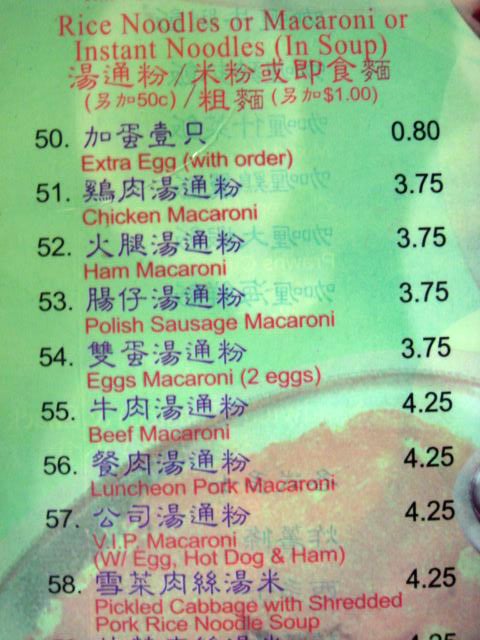 Rice Noodles or Macaroni or
Instant Noodles (In Soup)
湯通粉/米粉或即食麵
(另加50c)/粗麵(另加$1.00)
50. 加蛋壹只 0.80
Extra Egg (with order)
51. 鷄肉湯通粉 3.75
Chicken Macaroni
52. 火腿湯通粉 3.75
Ham Macaroni
53. 腸仔湯通粉 3.75
Polish Sausage Macaroni
54. 雙蛋湯通粉 3.75
Eggs Macaroni (2 eggs)
55. 牛肉湯通粉 4.25
Beef Macaroni
56. 餐肉湯通粉 4.25
Luncheon Pork Macaroni
57. 公司湯通粉 4.25
V.I.P. Macaroni
(W/ Egg, Hot Dog & Ham)
58. 雪菜肉絲湯米 4.25
Pickled Cabbage with Shredded
Pork Rice Noodle Soup